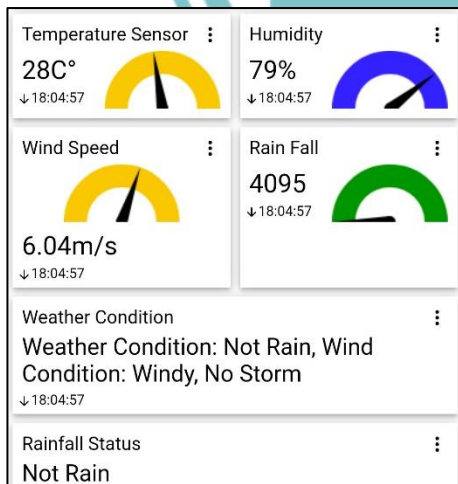 Temperature Sensor
28C°
↓18:04:57
Humidity
79%
↓18:04:57
Wind Speed
6.04m/s
↓18:04:57
Rain Fall
4095
↓18:04:57
Weather Condition
Weather Condition: Not Rain, Wind
Condition: Windy, No Storm
↓18:04:57
Rainfall Status
Not Rain